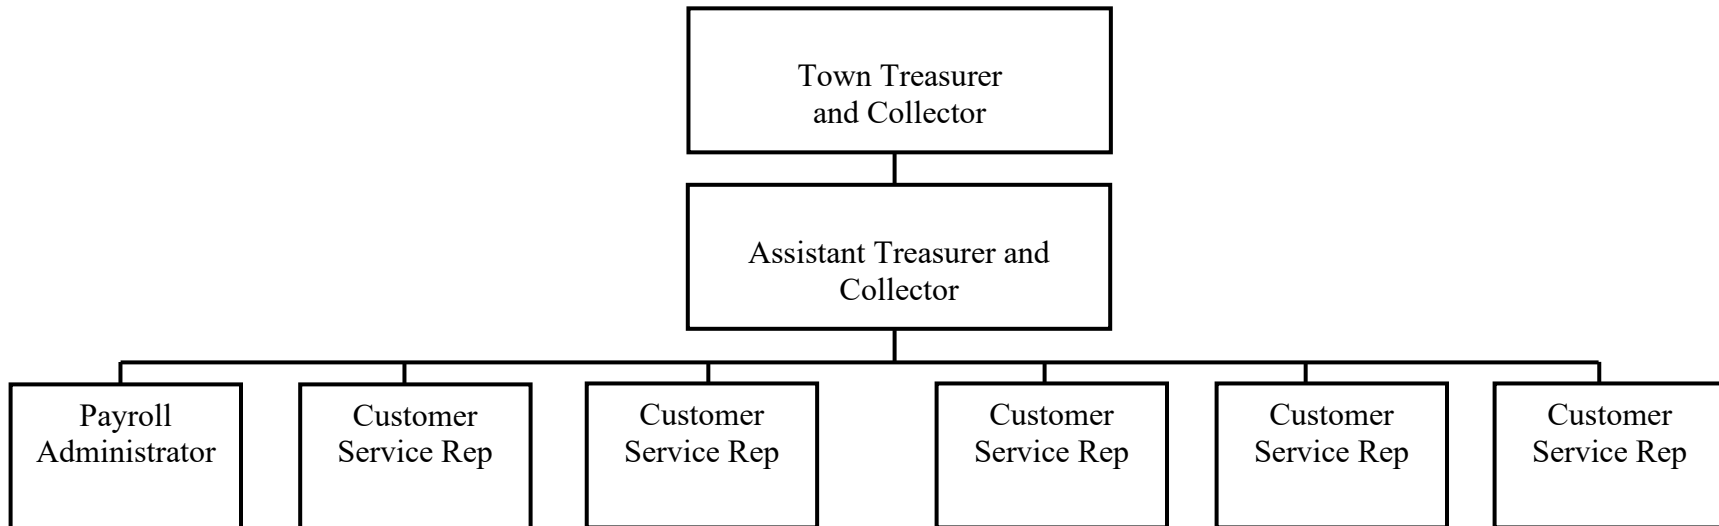 Town Treasurer
and Collector
Assistant Treasurer and
Collector
Payroll
Administrator
Customer
Service Rep
Customer
Service Rep
Customer
Service Rep
Customer
Service Rep
Customer
Service Rep